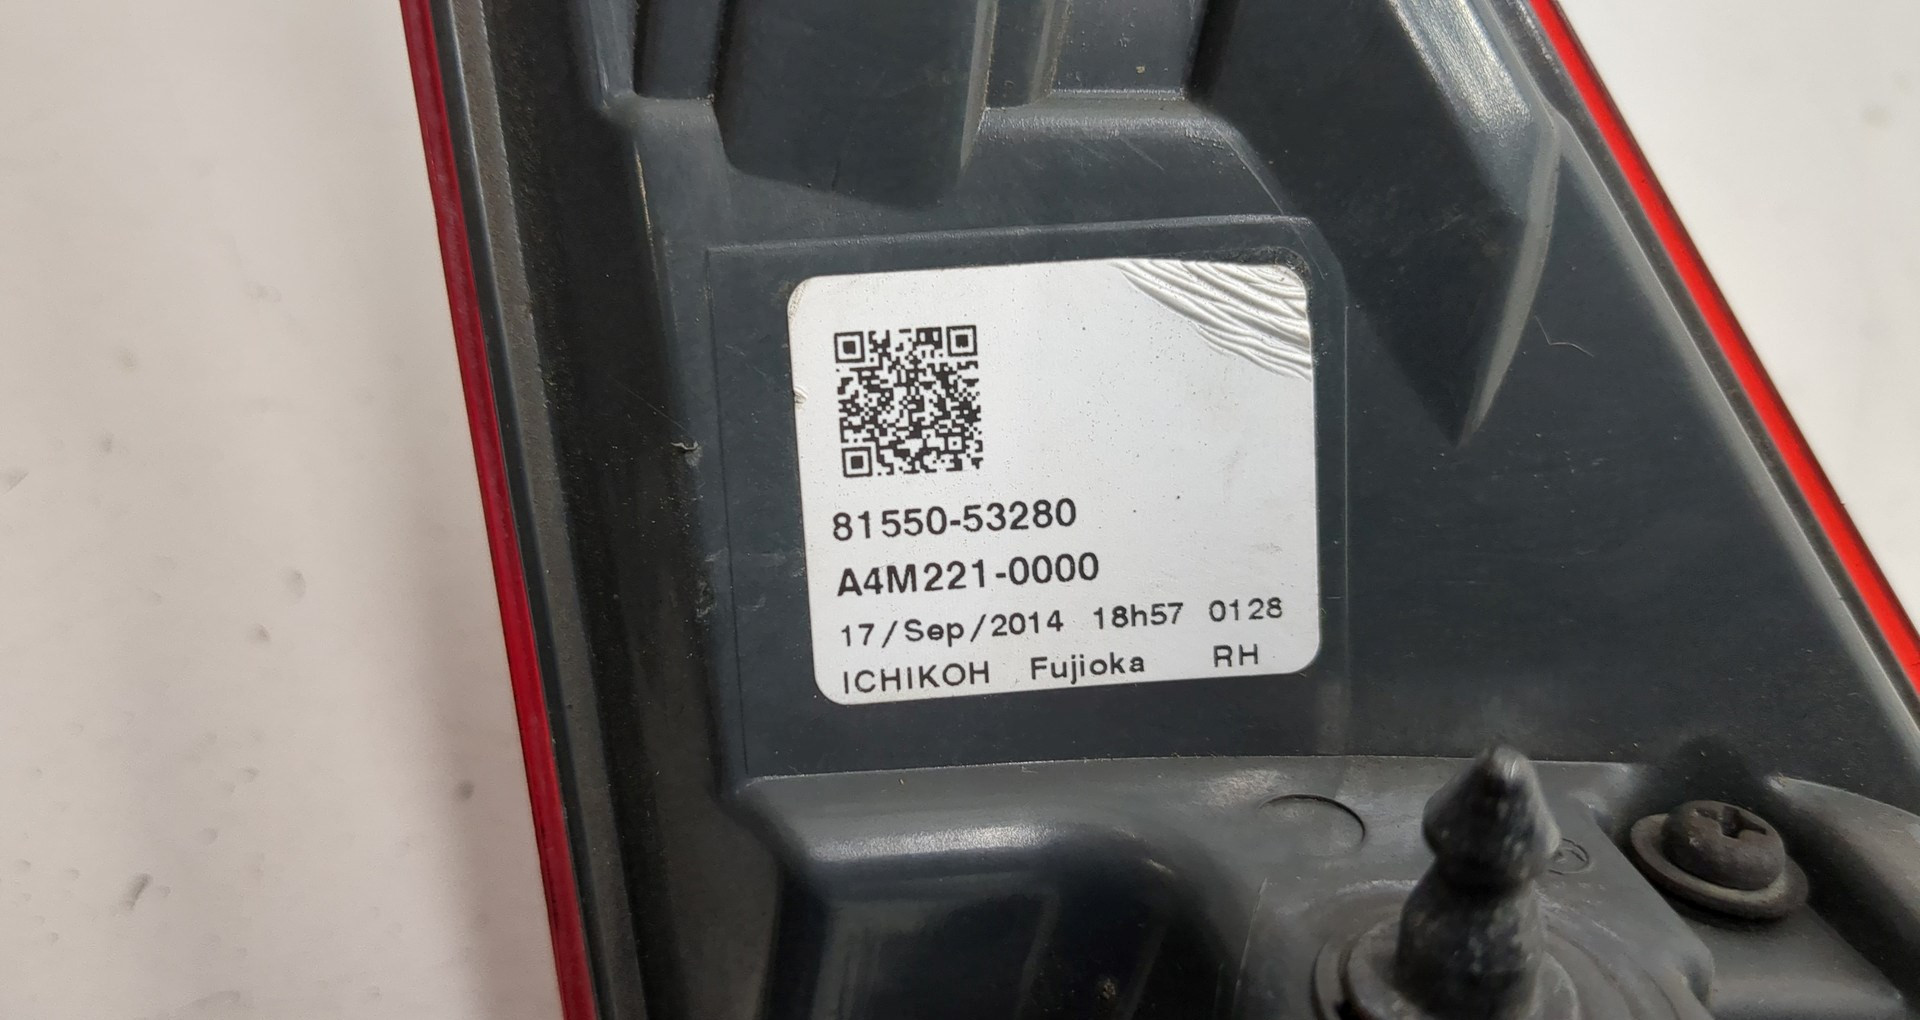 81550-53280
A4M221-0000
17/Sep/2014 18h57 0128
ICHIKOH Fujioka RH